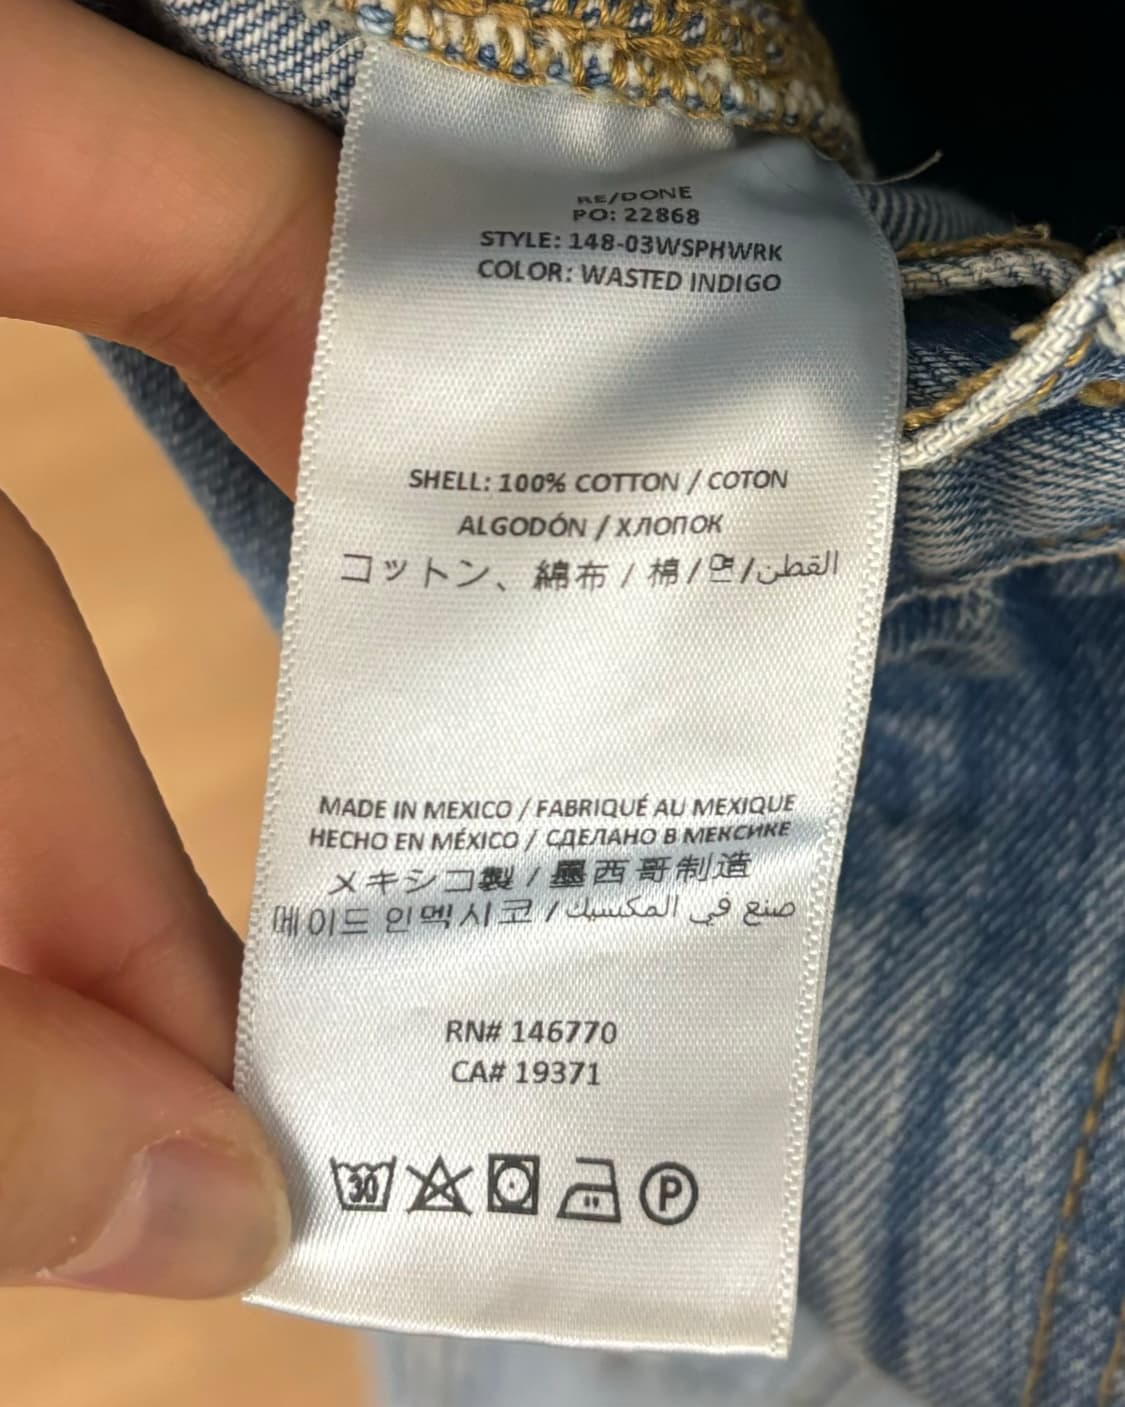 RE/DONE
PO: 22868
STYLE: 148-03WSPHWRK
COLOR: WASTED INDIGO
SHELL: 100% COTTON / COTON
ALGODÓN / ХЛОПОК
コットン、綿布 / 棉/면/القطن
MADE IN MEXICO / FABRIQUÉ AU MEXIQUE
HECHO EN MÉXICO / СДЕЛАНО В МЕКСИКЕ
メキシコ製 / 墨西哥制造
메이드 인멕시코 / صنع في المكسيك
RN# 146770
CA# 19371
30
P